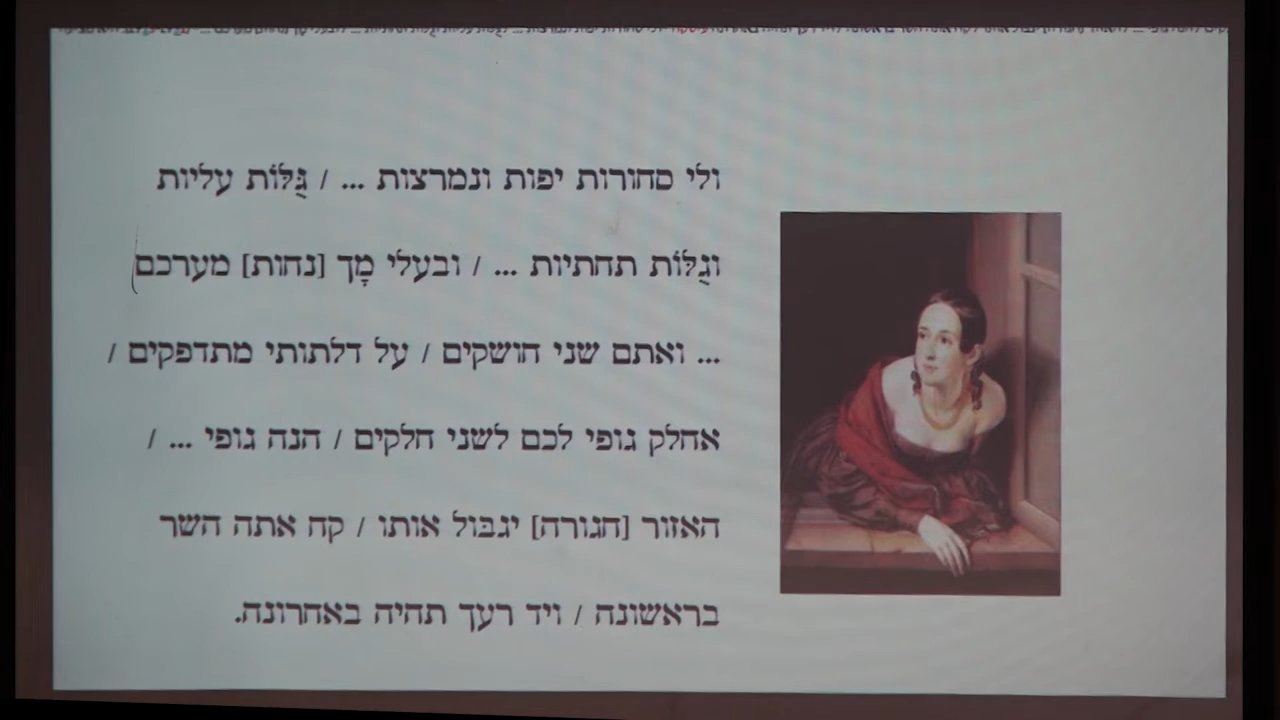 ולי סחורות יפות ונמרצות ... / גֻּלּוֹת עליות
וגֻלּוֹת תחתיות ... / ובעלי מָך [נחות] מערכם
... ואתם שני חושקים / על דלתותי מתדפקים /
אחלק גופי לכם לשני חלקים / הנה גופי ... /
האזור [חגורה] יגבול אותו / קח אתה השר
בראשונה / ויד רעך תהיה באחרונה.